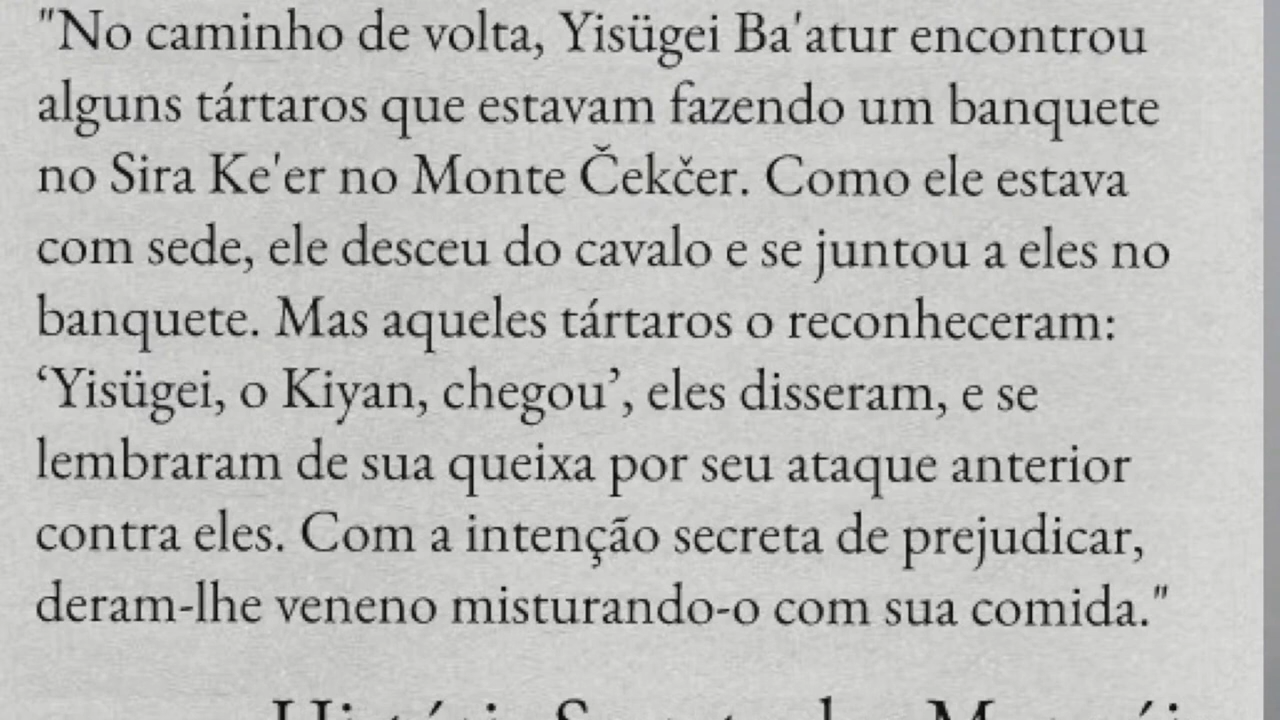 "No caminho de volta, Yisügei Ba'atur encontrou
alguns tártaros que estavam fazendo um banquete
no Sira Ke'er no Monte Čekčer. Como ele estava
com sede, ele desceu do cavalo e se juntou a eles no
banquete. Mas aqueles tártaros o reconheceram:
‘Yisügei, o Kiyan, chegou’, eles disseram, e se
lembraram de sua queixa por seu ataque anterior
contra eles. Com a intenção secreta de prejudicar,
deram-lhe veneno misturando-o com sua comida."